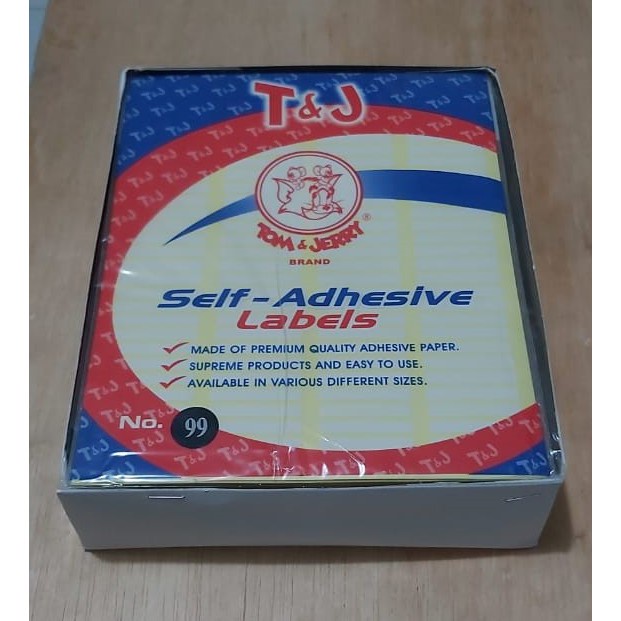 T&J
TOM & JERRY ®
BRAND
Self-Adhesive
Labels
✓ MADE OF PREMIUM QUALITY ADHESIVE PAPER.
✓ SUPREME PRODUCTS AND EASY TO USE.
✓ AVAILABLE IN VARIOUS DIFFERENT SIZES.
No. 99